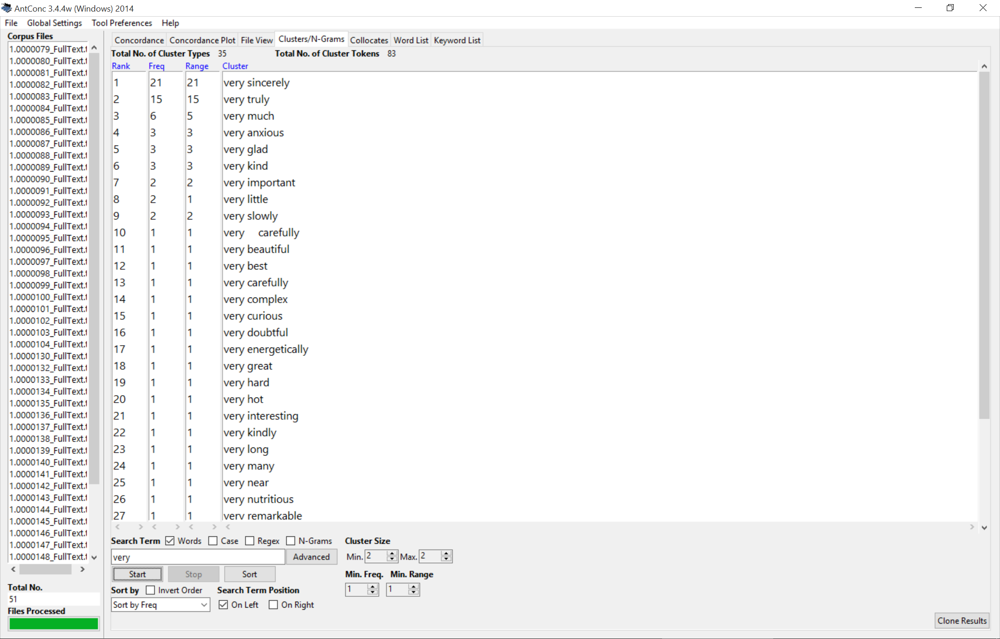 AntConc 3.4.4w (Windows) 2014
File Global Settings Tool Preferences Help
Corpus Files
1.0000079_FullText.t
1.0000080_FullText.t
1.0000081_FullText.t
1.0000082_FullText.t
1.0000083_FullText.t
1.0000084_FullText.t
1.0000085_FullText.t
1.0000086_FullText.t
1.0000087_FullText.t
1.0000088_FullText.t
1.0000089_FullText.t
1.0000090_FullText.t
1.0000091_FullText.t
1.0000092_FullText.t
1.0000093_FullText.t
1.0000094_FullText.t
1.0000095_FullText.t
1.0000096_FullText.t
1.0000097_FullText.t
1.0000098_FullText.t
1.0000099_FullText.t
1.0000100_FullText.t
1.0000101_FullText.t
1.0000102_FullText.t
1.0000103_FullText.t
1.0000104_FullText.t
1.0000130_FullText.t
1.0000132_FullText.t
1.0000133_FullText.t
1.0000134_FullText.t
1.0000135_FullText.t
1.0000136_FullText.t
1.0000137_FullText.t
1.0000138_FullText.t
1.0000139_FullText.t
1.0000140_FullText.t
1.0000141_FullText.t
1.0000142_FullText.t
1.0000143_FullText.t
1.0000144_FullText.t
1.0000145_FullText.t
1.0000146_FullText.t
1.0000147_FullText.t
1.0000148_FullText.t
Total No.
51
Files Processed
Concordance Concordance Plot File View Clusters/N-Grams Collocates Word List Keyword List
Total No. of Cluster Types 35 Total No. of Cluster Tokens 83
Rank Freq Range Cluster
1 21 21 very sincerely
2 15 15 very truly
3 6 5 very much
4 3 3 very anxious
5 3 3 very glad
6 3 3 very kind
7 2 2 very important
8 2 1 very little
9 2 2 very slowly
10 1 1 very carefully
11 1 1 very beautiful
12 1 1 very best
13 1 1 very carefully
14 1 1 very complex
15 1 1 very curious
16 1 1 very doubtful
17 1 1 very energetically
18 1 1 very great
19 1 1 very hard
20 1 1 very hot
21 1 1 very interesting
22 1 1 very kindly
23 1 1 very long
24 1 1 very many
25 1 1 very near
26 1 1 very nutritious
27 1 1 very remarkable
Search Term Words Case Regex N-Grams Cluster Size
very Advanced Min. 2 Max. 2
Start Stop Sort Min. Freq. Min. Range
Sort by Invert Order Search Term Position 1 1
Sort by Freq On Left On Right
Clone Results